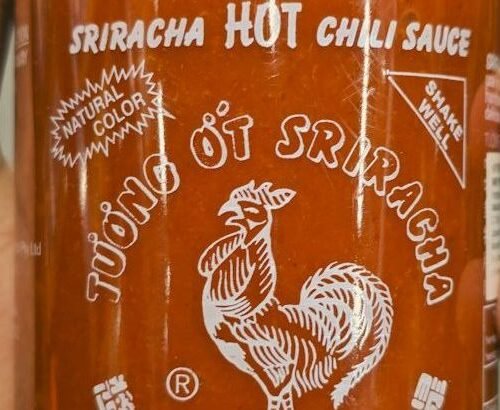 SRIRACHA HOT CHILI SAUCE
NATURAL
COLOR
SHAKE
WELL
TƯƠNG ỚT SRIRACHA
®